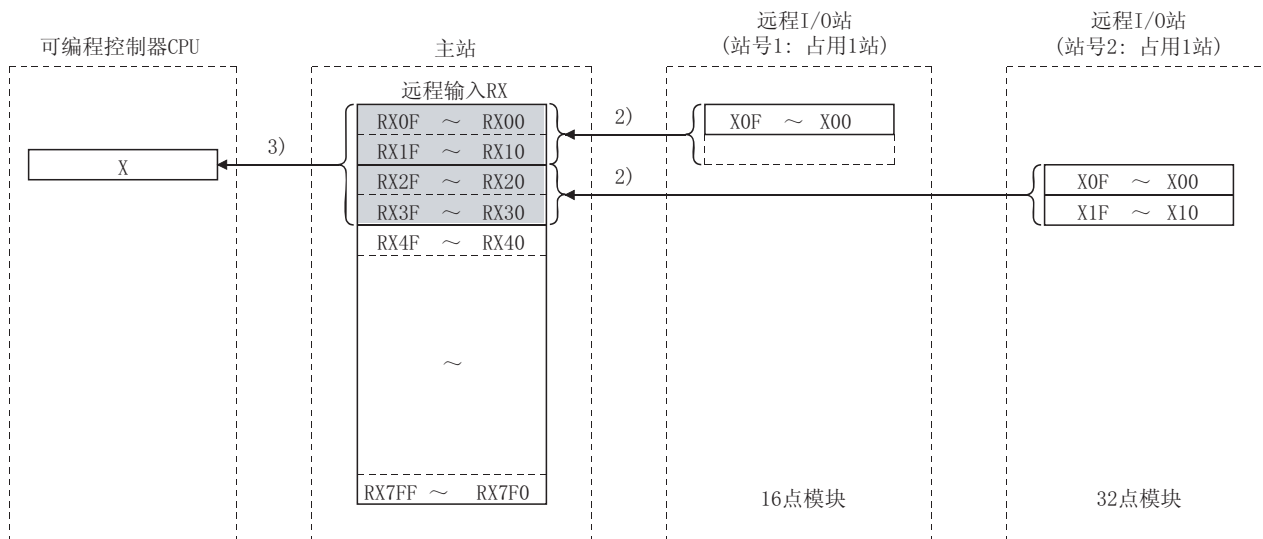 远程I/O站
(站号1: 占用1站)
远程I/O站
(站号2: 占用1站)
可编程控制器CPU
主站
远程输入RX
RX0F ～ RX00
RX1F ～ RX10
RX2F ～ RX20
RX3F ～ RX30
RX4F ～ RX40
～
RX7FF ～ RX7F0
X
3)
2)
2)
X0F ～ X00
X0F ～ X00
X1F ～ X10
16点模块
32点模块